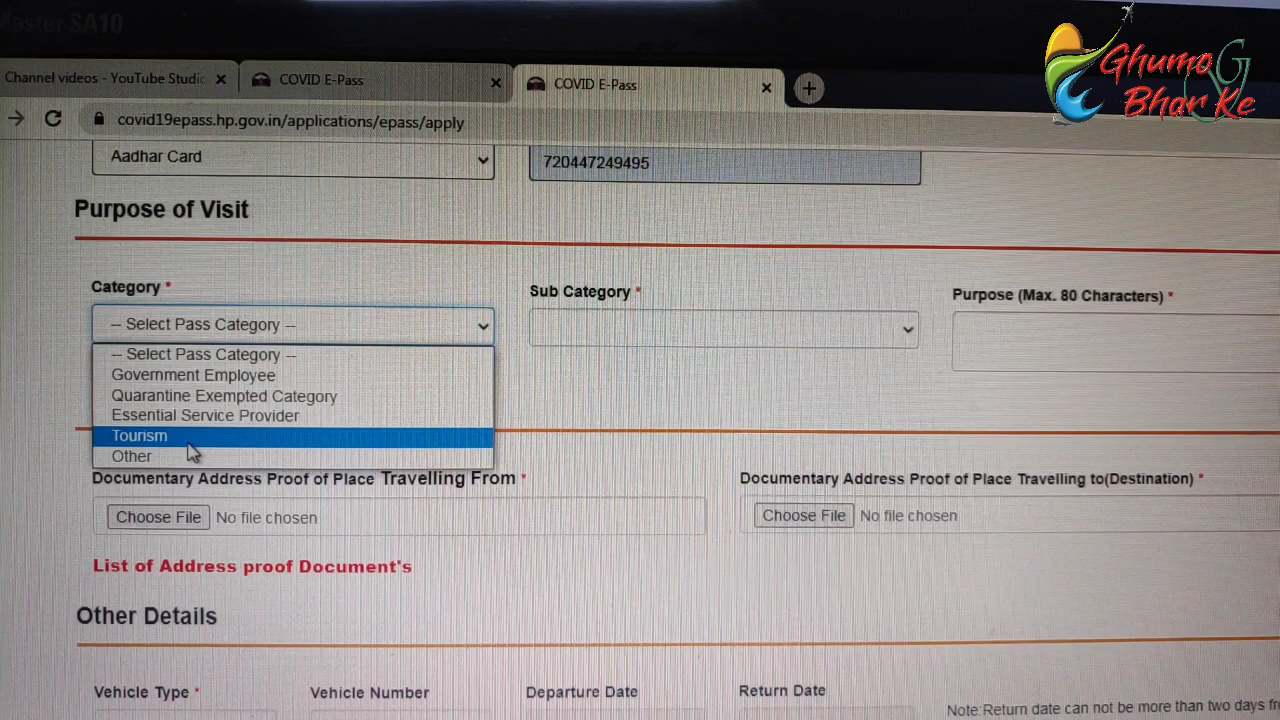 Master SA10
Ghumo G
Bhar Ke
Channel videos - YouTube Studio
COVID E-Pass
COVID E-Pass
covid19epass.hp.gov.in/applications/epass/apply
Aadhar Card
720447249495
Purpose of Visit
Category *
Sub Category *
Purpose (Max. 80 Characters) *
-- Select Pass Category --
-- Select Pass Category --
Government Employee
Quarantine Exempted Category
Essential Service Provider
Tourism
Other
Documentary Address Proof of Place Travelling From *
Documentary Address Proof of Place Travelling to(Destination) *
Choose File No file chosen
Choose File No file chosen
List of Address proof Document's
Other Details
Vehicle Type *
Vehicle Number
Departure Date
Return Date
Note:Return date can not be more than two days